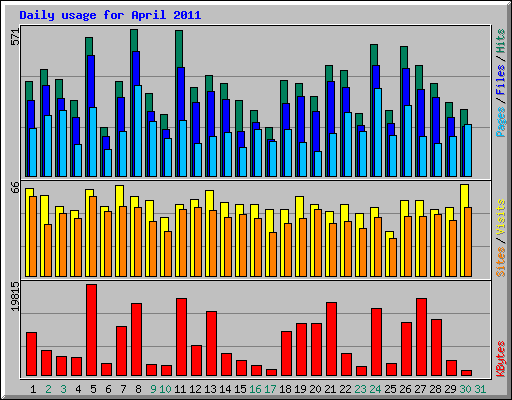 Daily usage for April 2011
571
Pages / Files / Hits
66
Sites / Visits
19815
KBytes
1 2 3 4 5 6 7 8 9 10 11 12 13 14 15 16 17 18 19 20 21 22 23 24 25 26 27 28 29 30 31